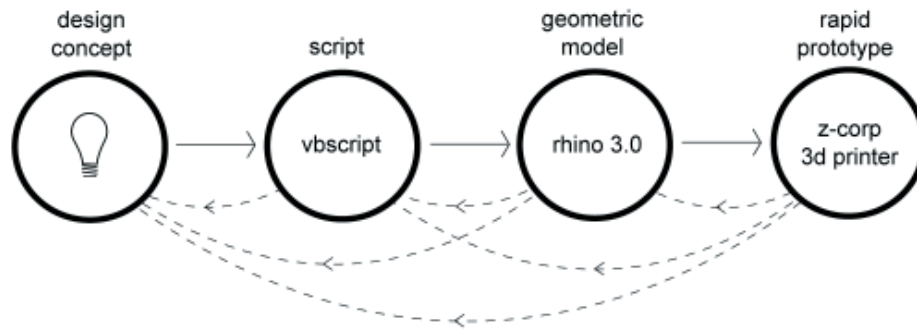 design
concept
script
geometric
model
rapid
prototype
vbscript
rhino 3.0
z-corp
3d printer